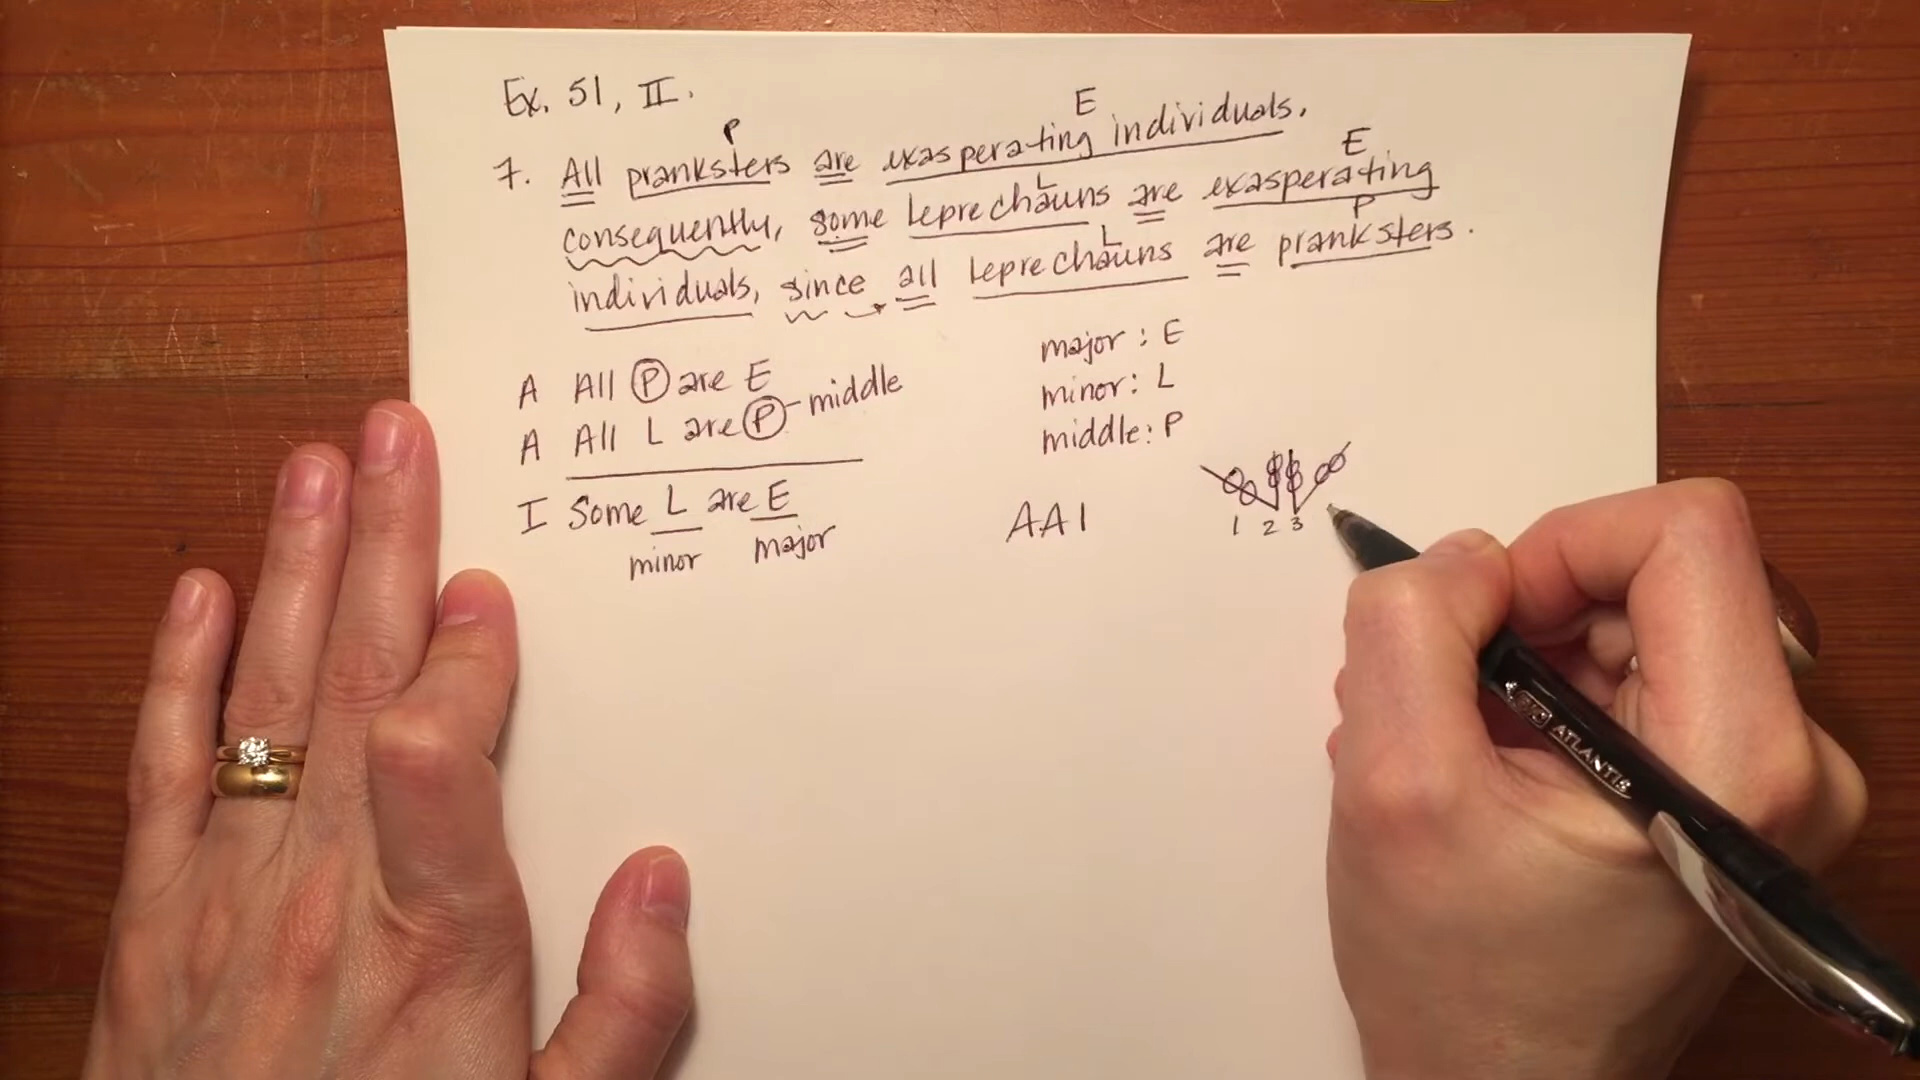 Ex. 51, II.
P E
7. All pranksters are exasperating individuals.
L E
consequently, some leprechauns are exasperating
L P
individuals, since all leprechauns are pranksters.
A All P are E
A All L are P - middle
I Some L are E
minor major
major: E
minor: L
middle: P
AAI
1 2 3
BIC ATLANTIS